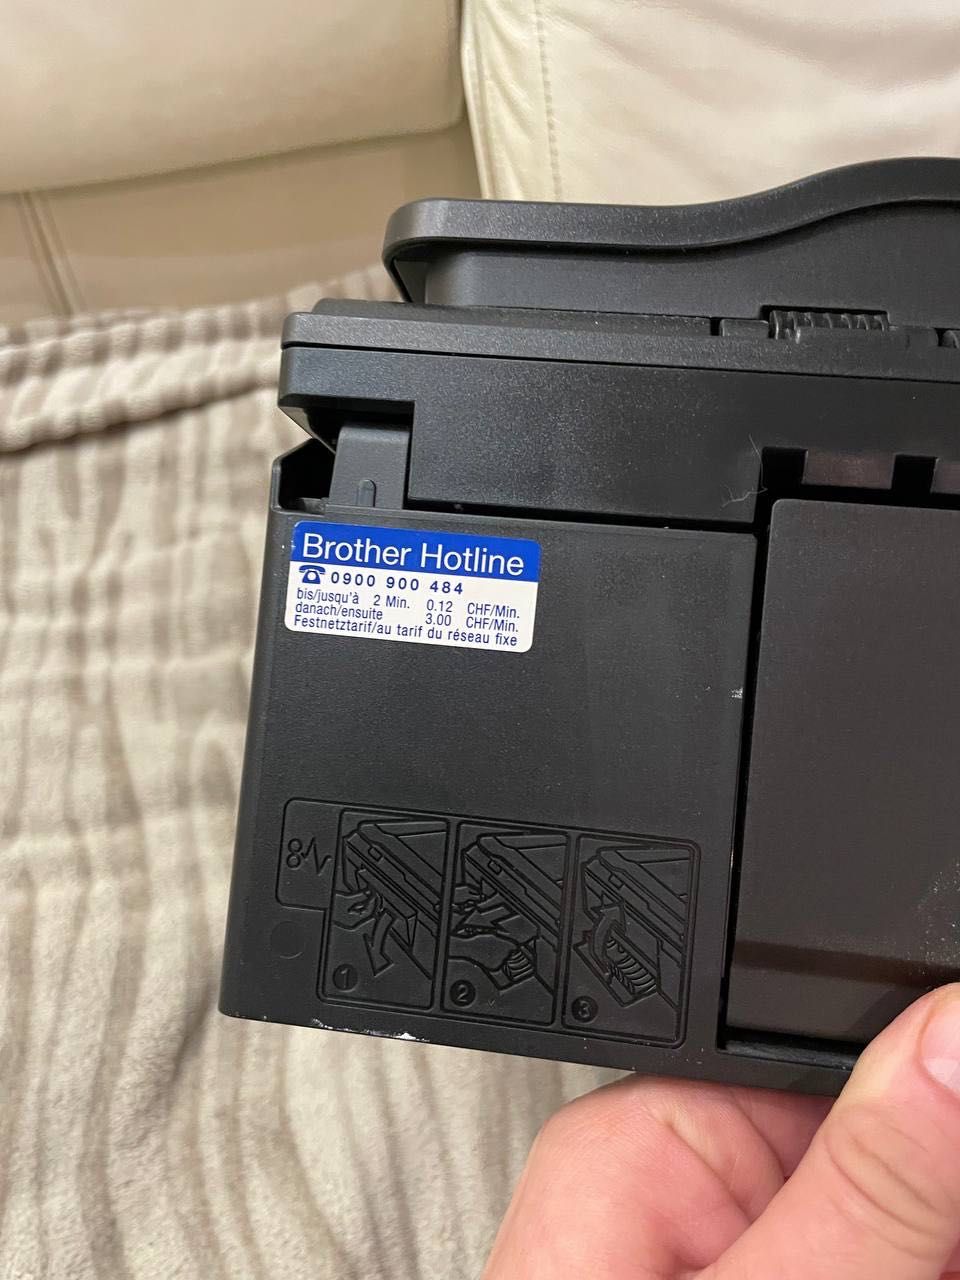 Brother Hotline
☎ 0900 900 484
bis/jusqu'à 2 Min. 0.12 CHF/Min.
danach/ensuite 3.00 CHF/Min.
Festnetztarif/au tarif du réseau fixe
1
2
3